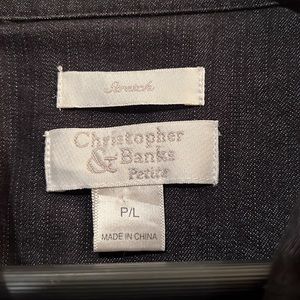 Stretch
Christopher
& Banks
Petite
P/L
MADE IN CHINA